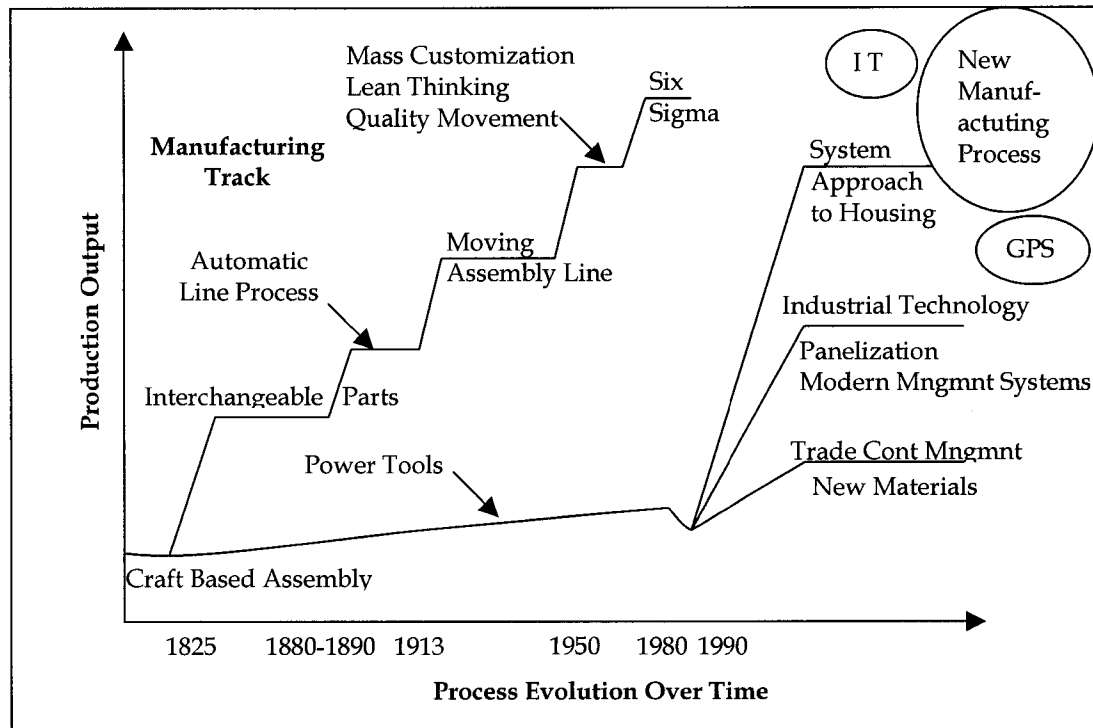 Mass Customization
Lean Thinking
Quality Movement
Six
Sigma
I T
New
Manuf-
actuting
Process
Manufacturing
Track
System
Approach
to Housing
GPS
Automatic
Line Process
Moving
Assembly Line
Industrial Technology
Panelization
Modern Mngmnt Systems
Interchangeable Parts
Power Tools
Trade Cont Mngmnt
New Materials
Craft Based Assembly
Production Output
1825 1880-1890 1913 1950 1980 1990
Process Evolution Over Time